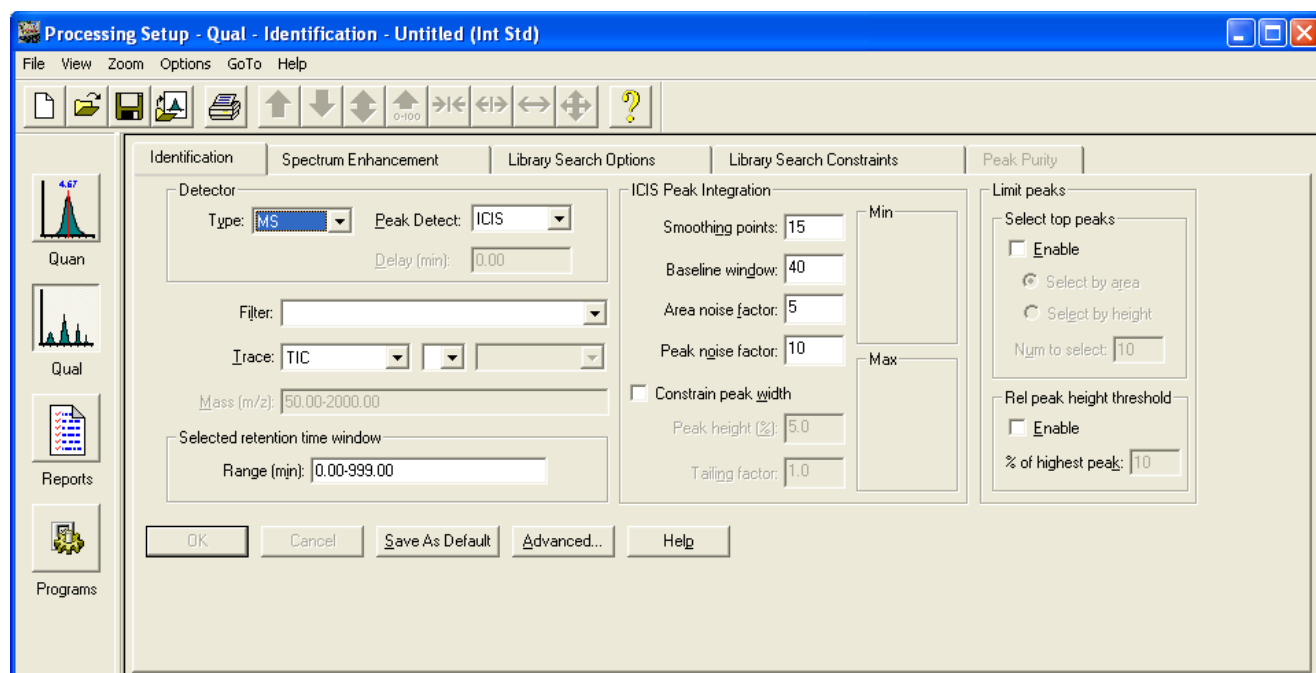 Processing Setup - Qual - Identification - Untitled (Int Std)
File View Zoom Options GoTo Help
0-100
4.67
Quan
Qual
Reports
Programs
Identification Spectrum Enhancement Library Search Options Library Search Constraints Peak Purity
Detector
Type: MS Peak Detect: ICIS
Delay (min): 0.00
Filter:
Trace: TIC
Mass (m/z): 50.00-2000.00
Selected retention time window
Range (min): 0.00-999.00
ICIS Peak Integration
Smoothing points: 15
Baseline window: 40
Area noise factor: 5
Peak noise factor: 10
Constrain peak width
Peak height (%): 5.0
Tailing factor: 1.0
Min
Max
Limit peaks
Select top peaks
Enable
Select by area
Select by height
Num to select: 10
Rel peak height threshold
Enable
% of highest peak: 10
OK Cancel Save As Default Advanced... Help